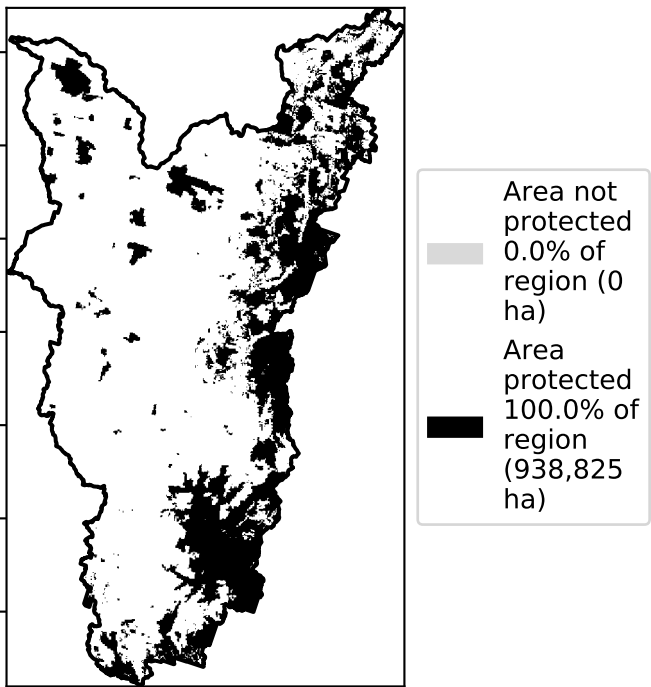 Area not
protected
0.0% of
region (0
ha)
Area
protected
100.0% of
region
(938,825
ha)